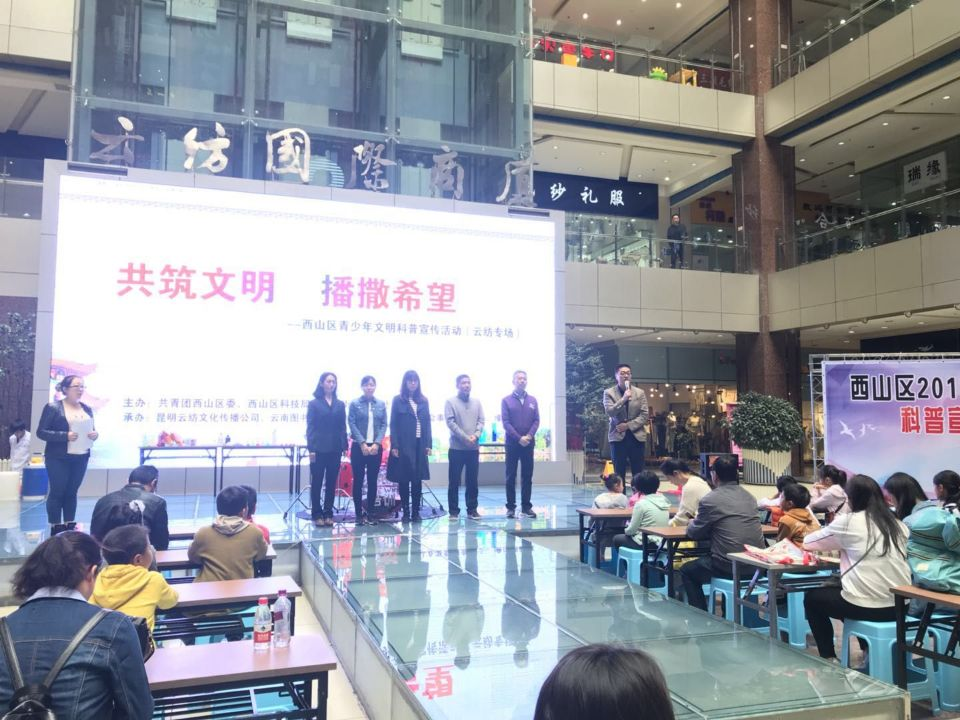 云纺国際商厦
纱礼服
瑞缘
共筑文明 播撒希望
---西山区青少年文明科普宣传活动(云纺专场)
主办:共青团西山区委、西山区科技局
承办:昆明云纺文化传播公司、云南图书
西山区201
科普宣